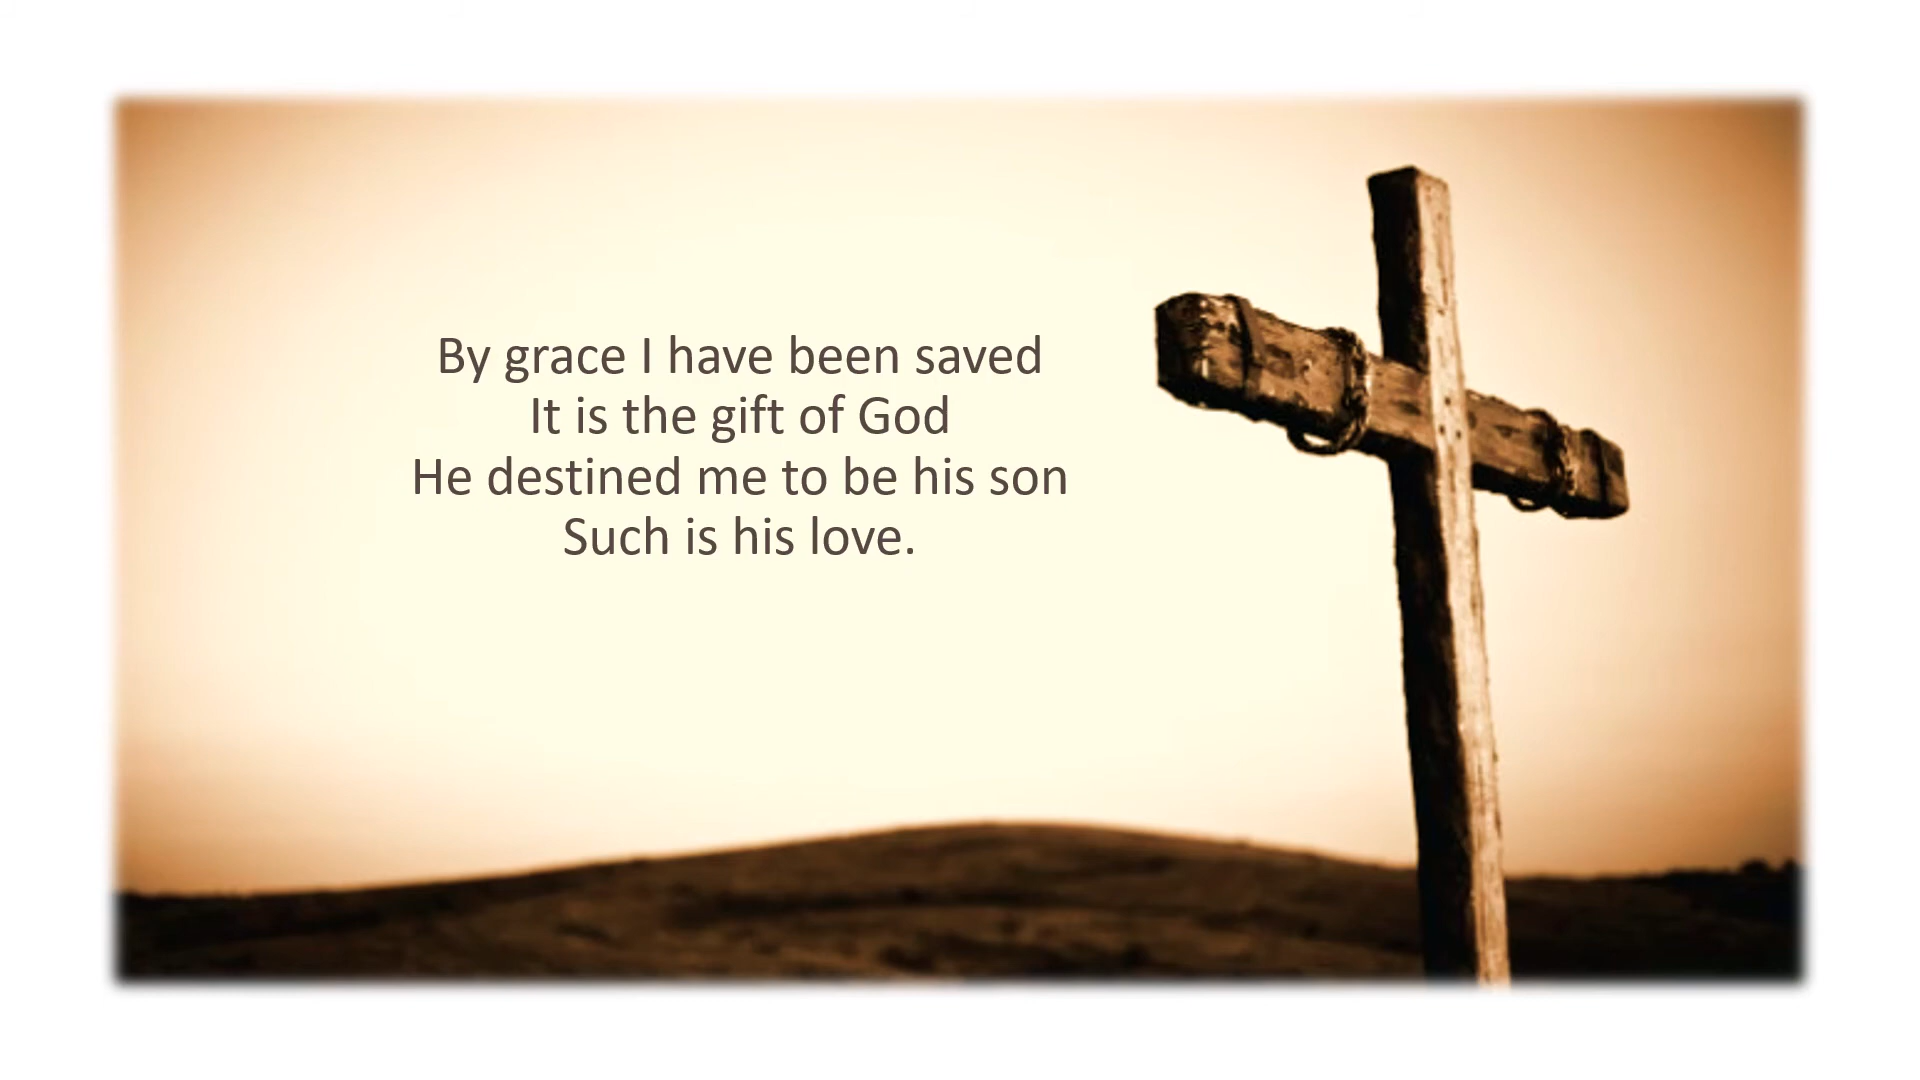 By grace I have been saved
It is the gift of God
He destined me to be his son
Such is his love.